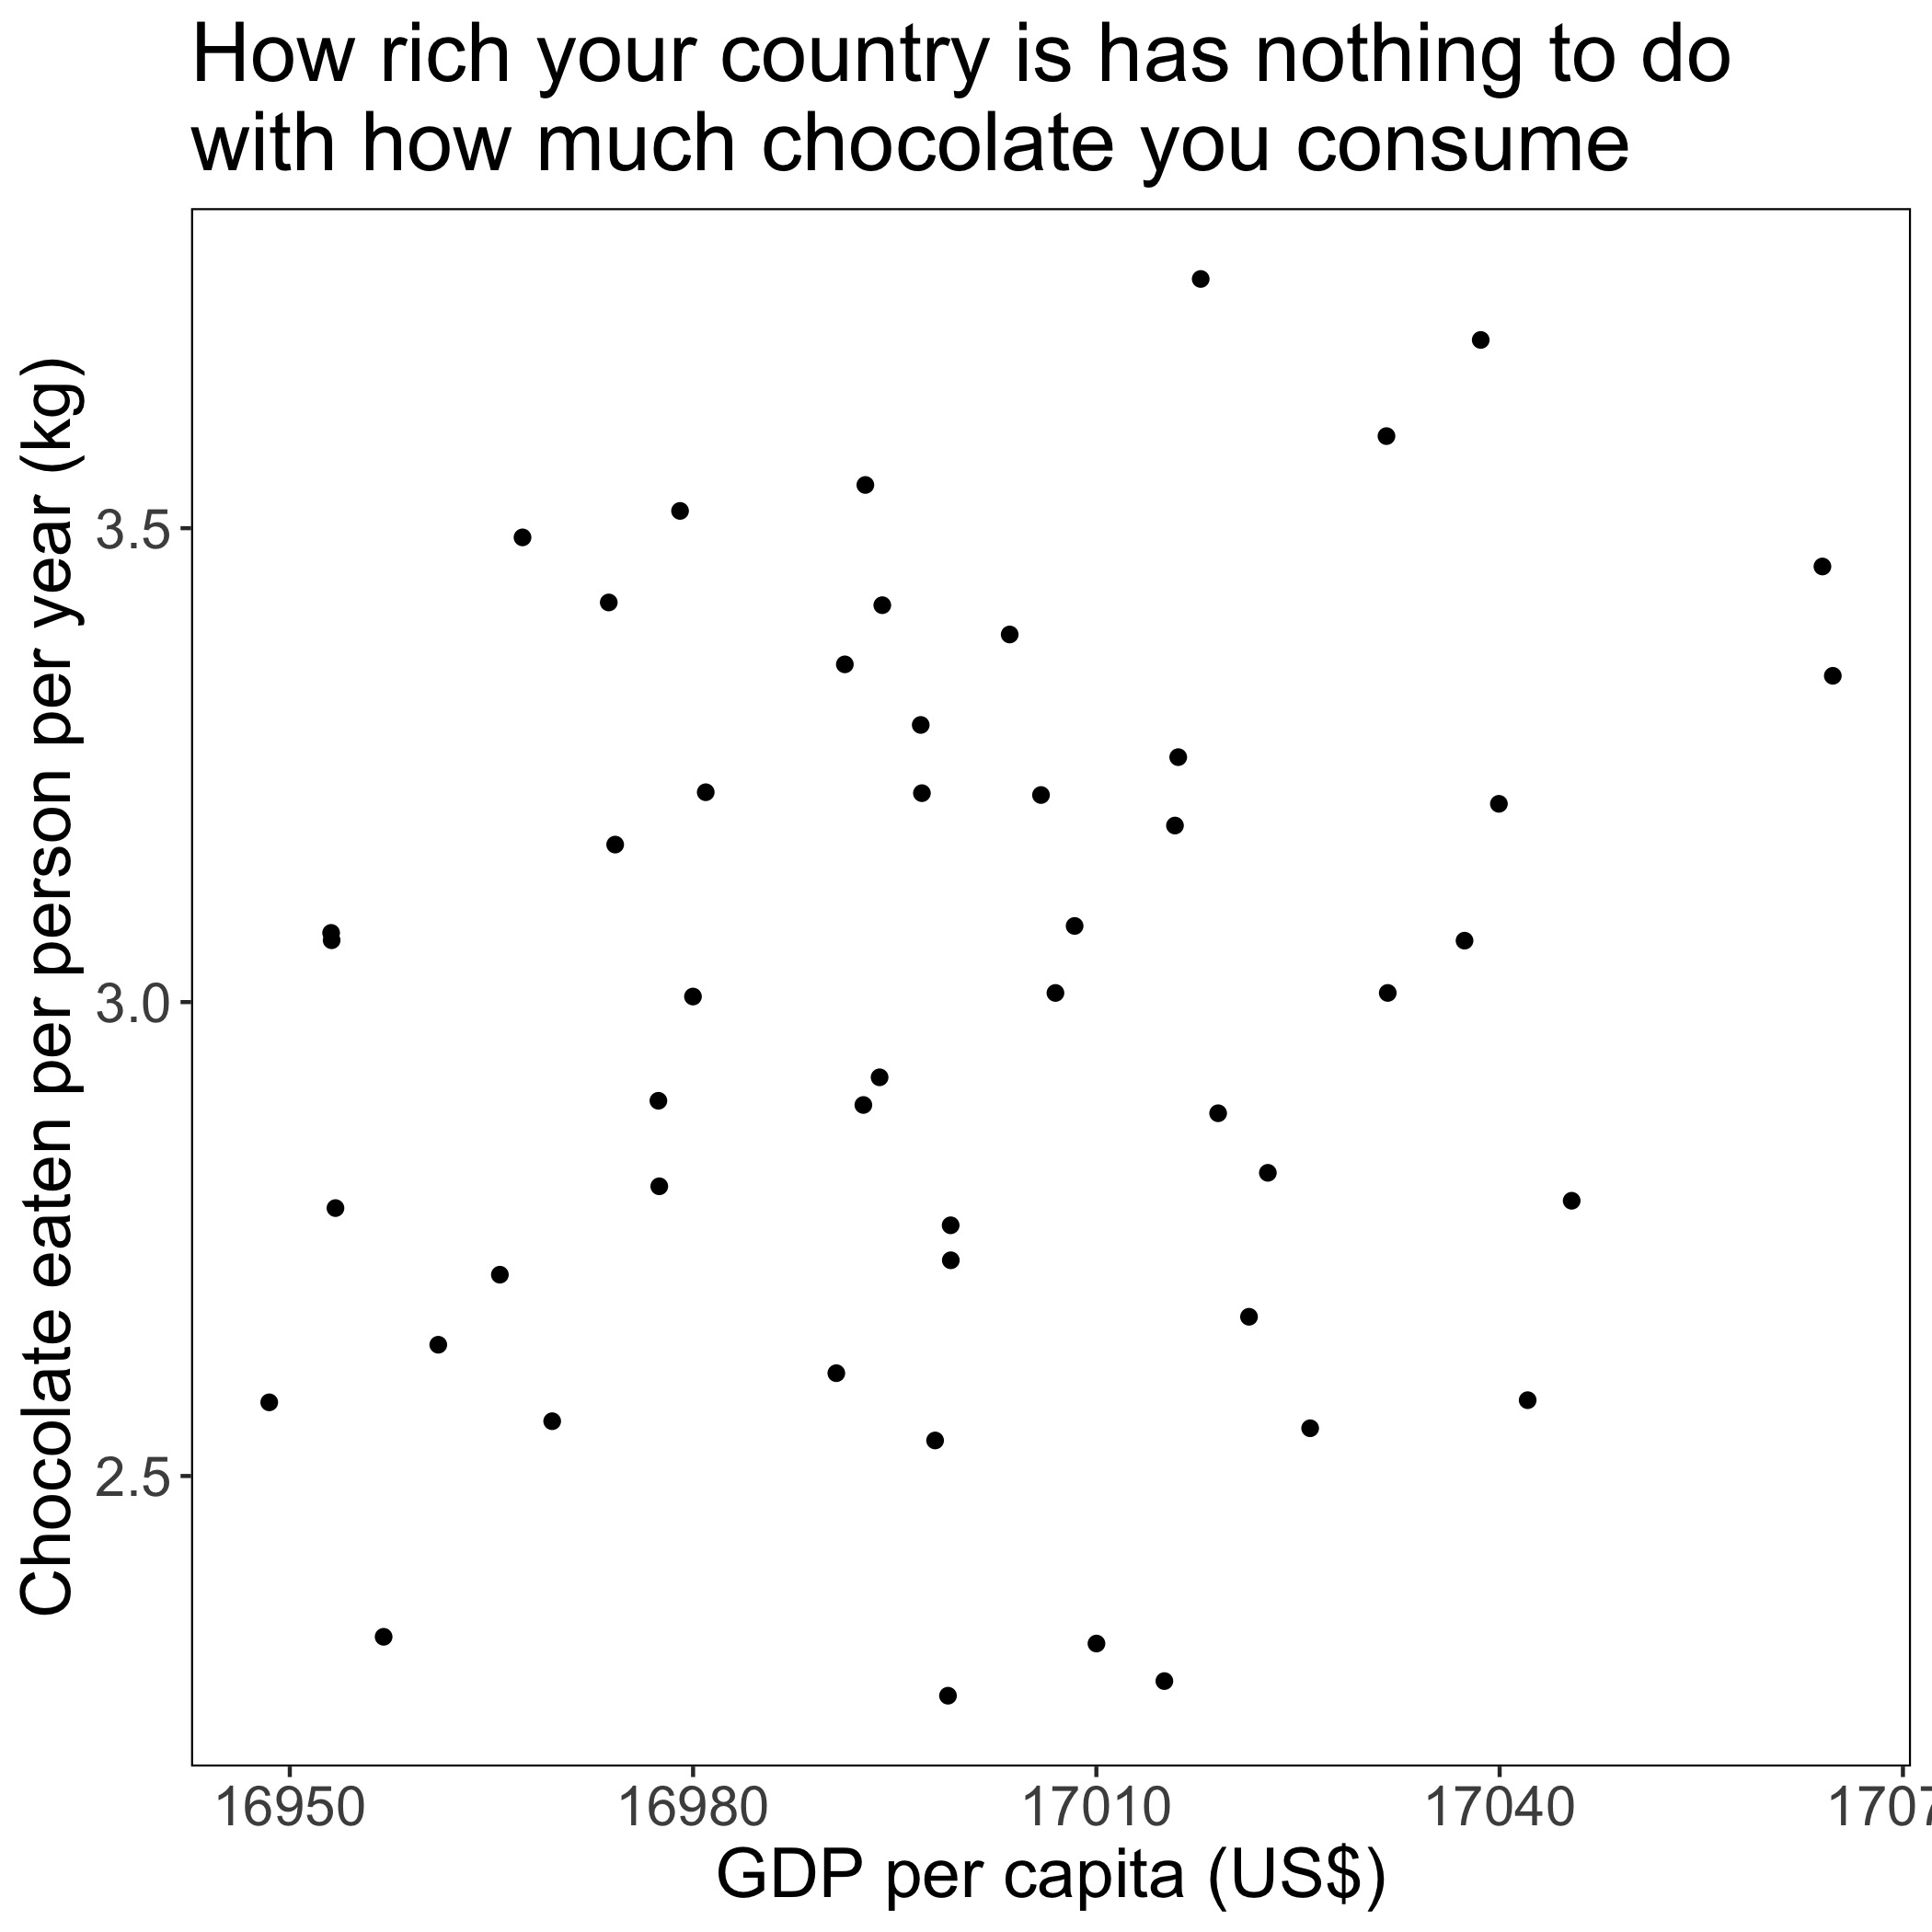 How rich your country is has nothing to do
with how much chocolate you consume
Chocolate eaten per person per year (kg)
3.5
3.0
2.5
16950 16980 17010 17040
GDP per capita (US$)